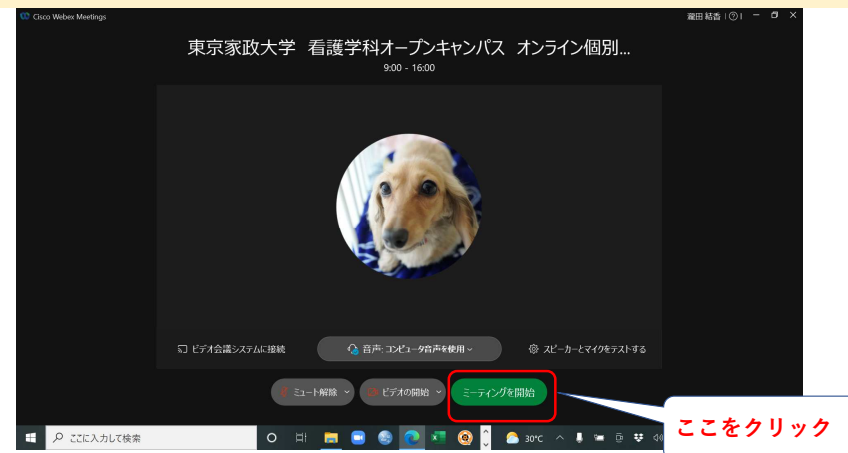 Cisco Webex Meetings
瀧田 結香
東京家政大学 看護学科オープンキャンパス オンライン個別...
9:00 - 16:00
ビデオ会議システムに接続
音声: コンピュータ音声を使用
スピーカーとマイクをテストする
ミュート解除
ビデオの開始
ミーティングを開始
ここをクリック
ここに入力して検索
30°C